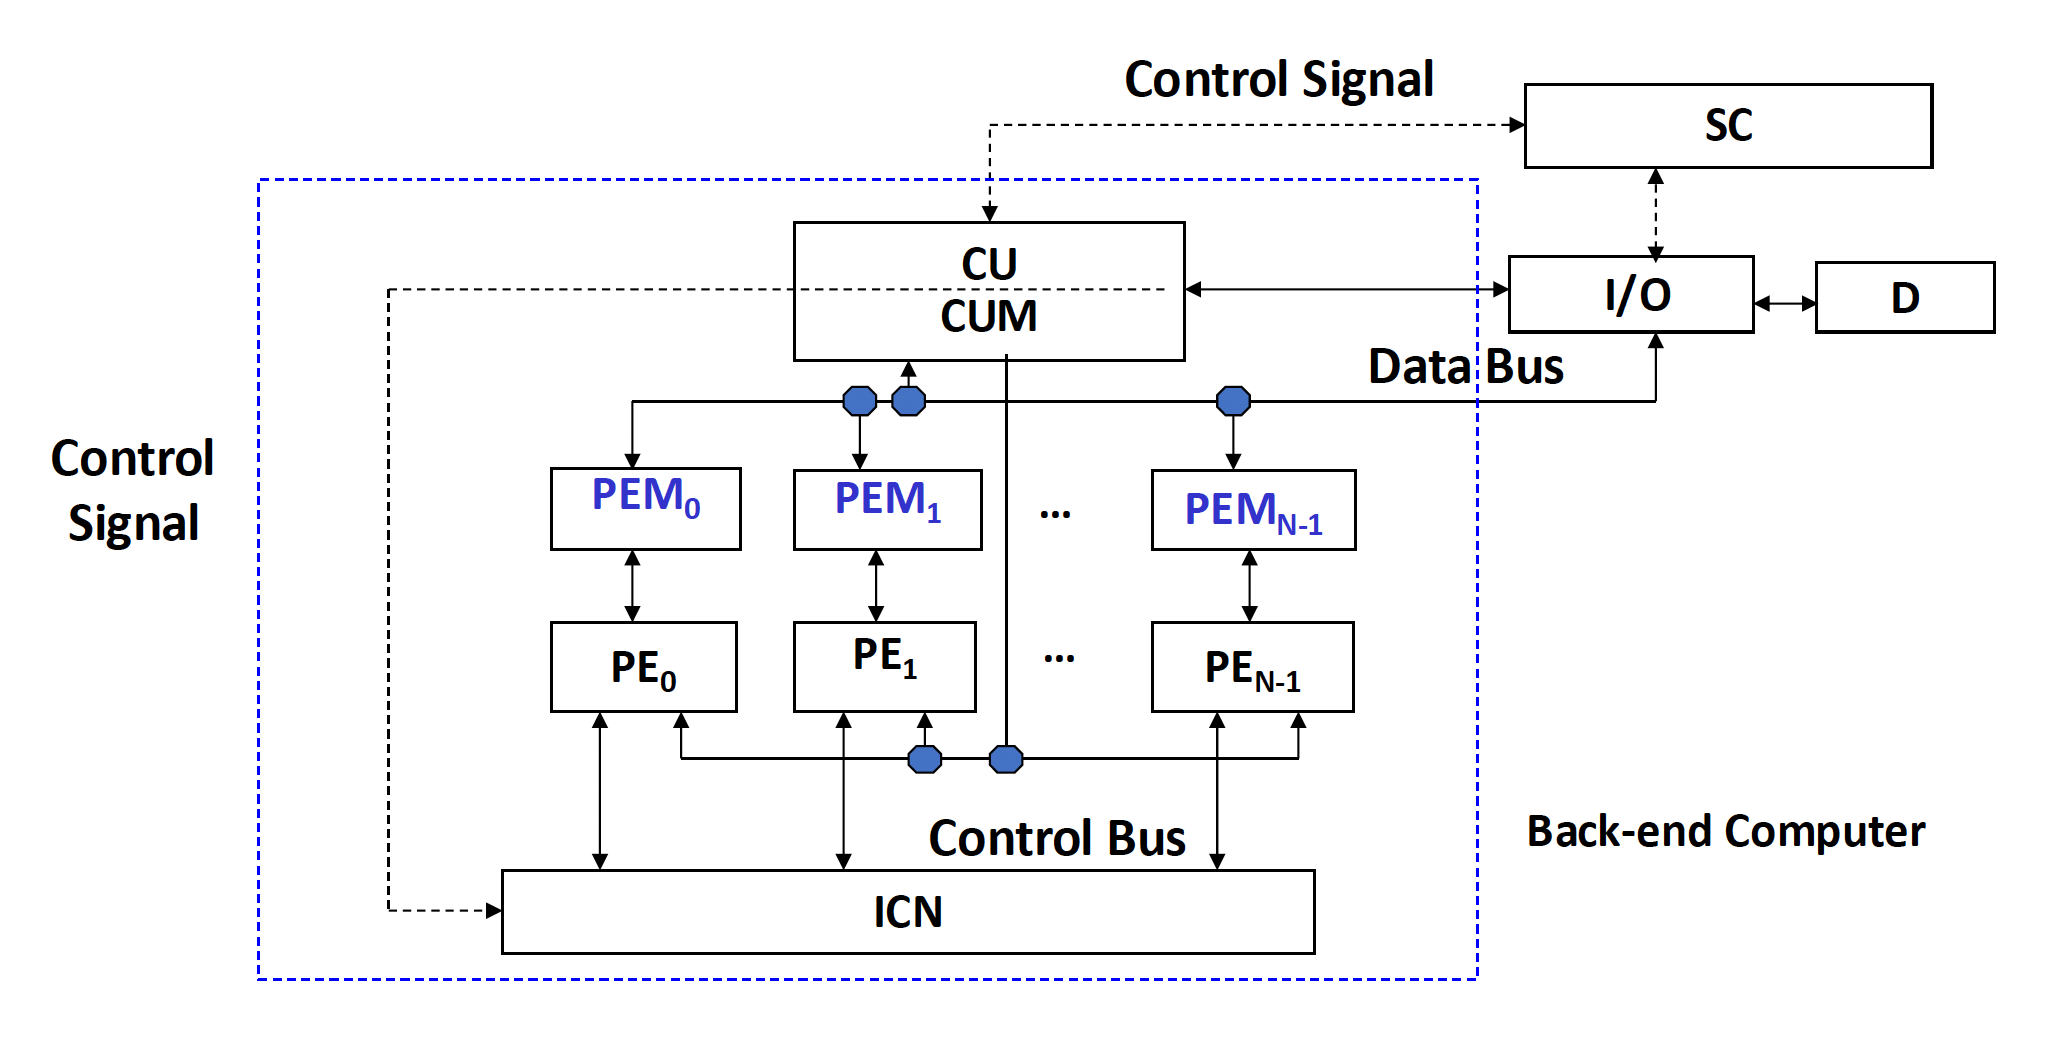 Control Signal
SC
CU
CUM
I/O
D
Data Bus
Control
Signal
PEM0
PEM1
...
PEMN-1
PE0
PE1
...
PEN-1
Control Bus
Back-end Computer
ICN